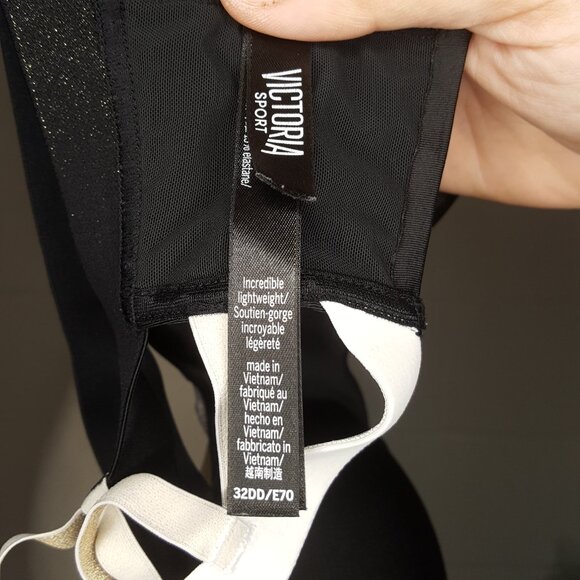 VICTORIA
SPORT
elastane/
Incredible
lightweight/
Soutien-gorge
incroyable
légèreté
made in
Vietnam/
fabriqué au
Vietnam/
hecho en
Vietnam/
fabbricato in
Vietnam/
越南制造
32DD/E70